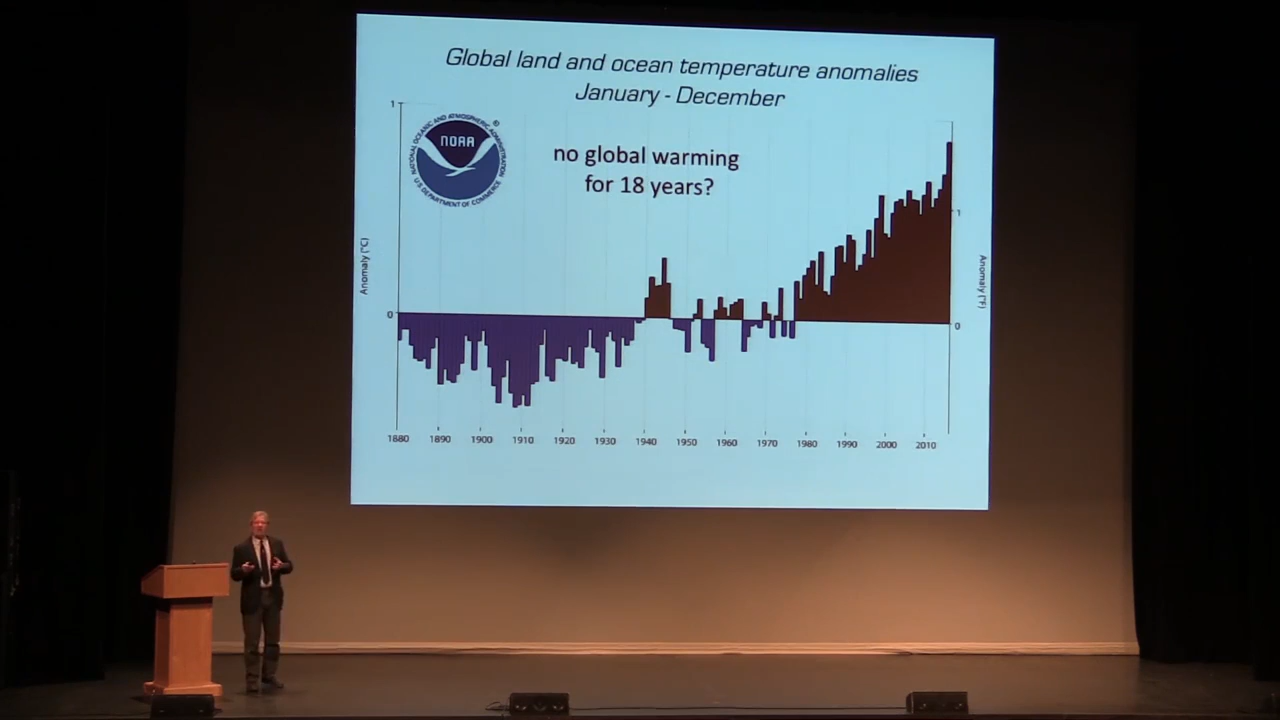 Global land and ocean temperature anomalies
January - December
NATIONAL OCEANIC AND ATMOSPHERIC ADMINISTRATION
NOAA
U.S. DEPARTMENT OF COMMERCE
no global warming
for 18 years?
1
0
Anomaly (°C)
1
0
Anomaly (°F)
1880 1890 1900 1910 1920 1930 1940 1950 1960 1970 1980 1990 2000 2010